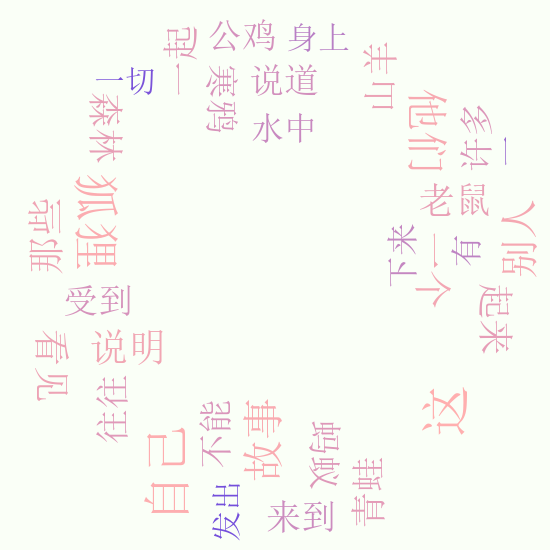 一起
公鸡
身上
山羊
一切
寒鸦
说道
他们
森林
水中
许多
一
老鼠
狐狸
那些
别人
下来
一个
有
受到
起来
看见
说明
往往
这
自己
不能
故事
蚂蚁
青蛙
发出
来到